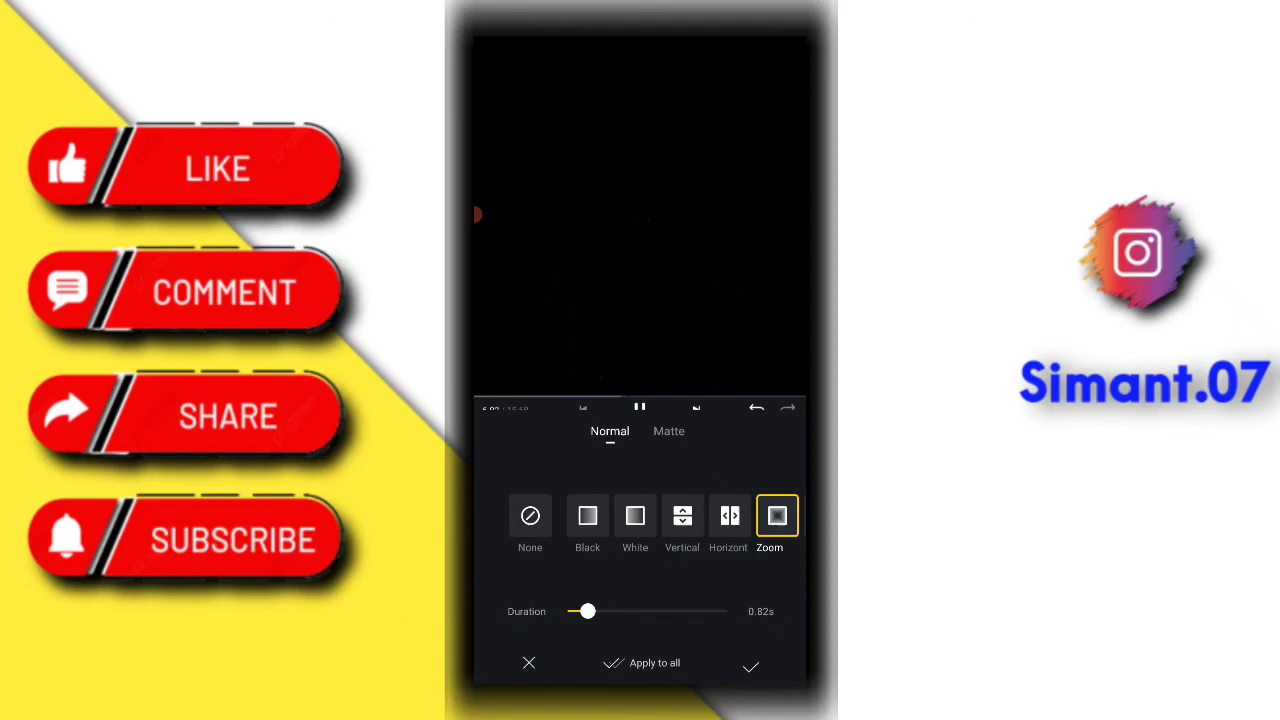 LIKE
COMMENT
SHARE
SUBSCRIBE
Simant.07
Normal
Matte
None
Black
White
Vertical
Horizont
Zoom
Duration
0.82s
Apply to all